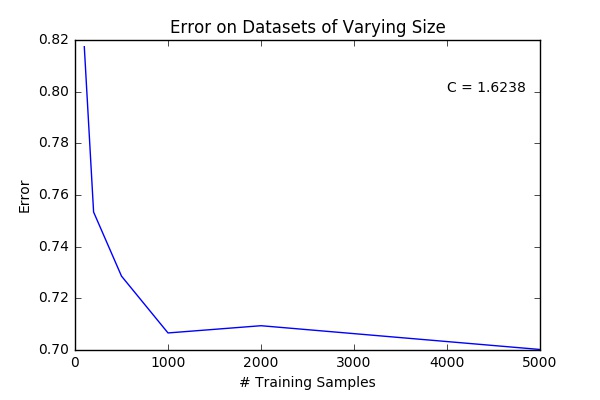 Error on Datasets of Varying Size
0.82
0.80
0.78
0.76
0.74
0.72
0.70
Error
C = 1.6238
0 1000 2000 3000 4000 5000
# Training Samples